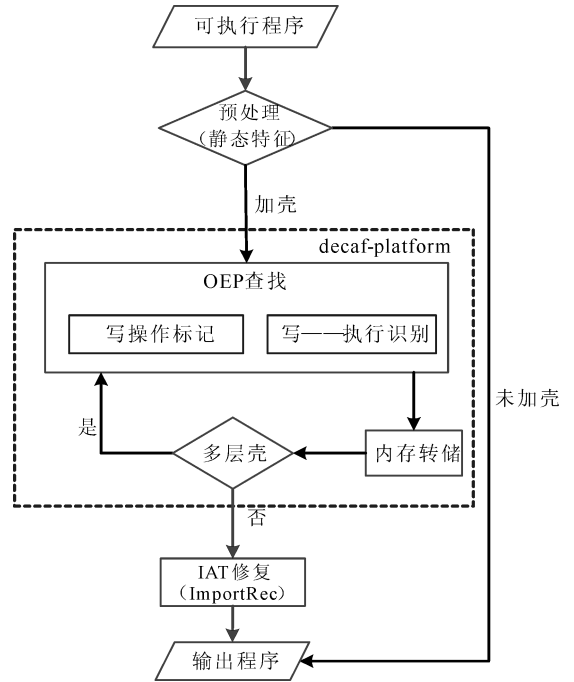 可执行程序
预处理
(静态特征)
加壳
decaf-platform
OEP查找
写操作标记
写——执行识别
未加壳
是
多层壳
内存转储
否
IAT修复
（ImportRec）
输出程序